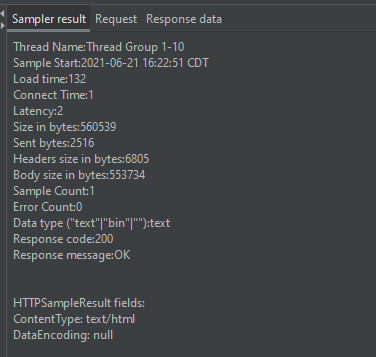 Sampler result Request Response data
Thread Name:Thread Group 1-10
Sample Start:2021-06-21 16:22:51 CDT
Load time:132
Connect Time:1
Latency:2
Size in bytes:560539
Sent bytes:2516
Headers size in bytes:6805
Body size in bytes:553734
Sample Count:1
Error Count:0
Data type ("text"|"bin"|""):text
Response code:200
Response message:OK
HTTPSampleResult fields:
ContentType: text/html
DataEncoding: null